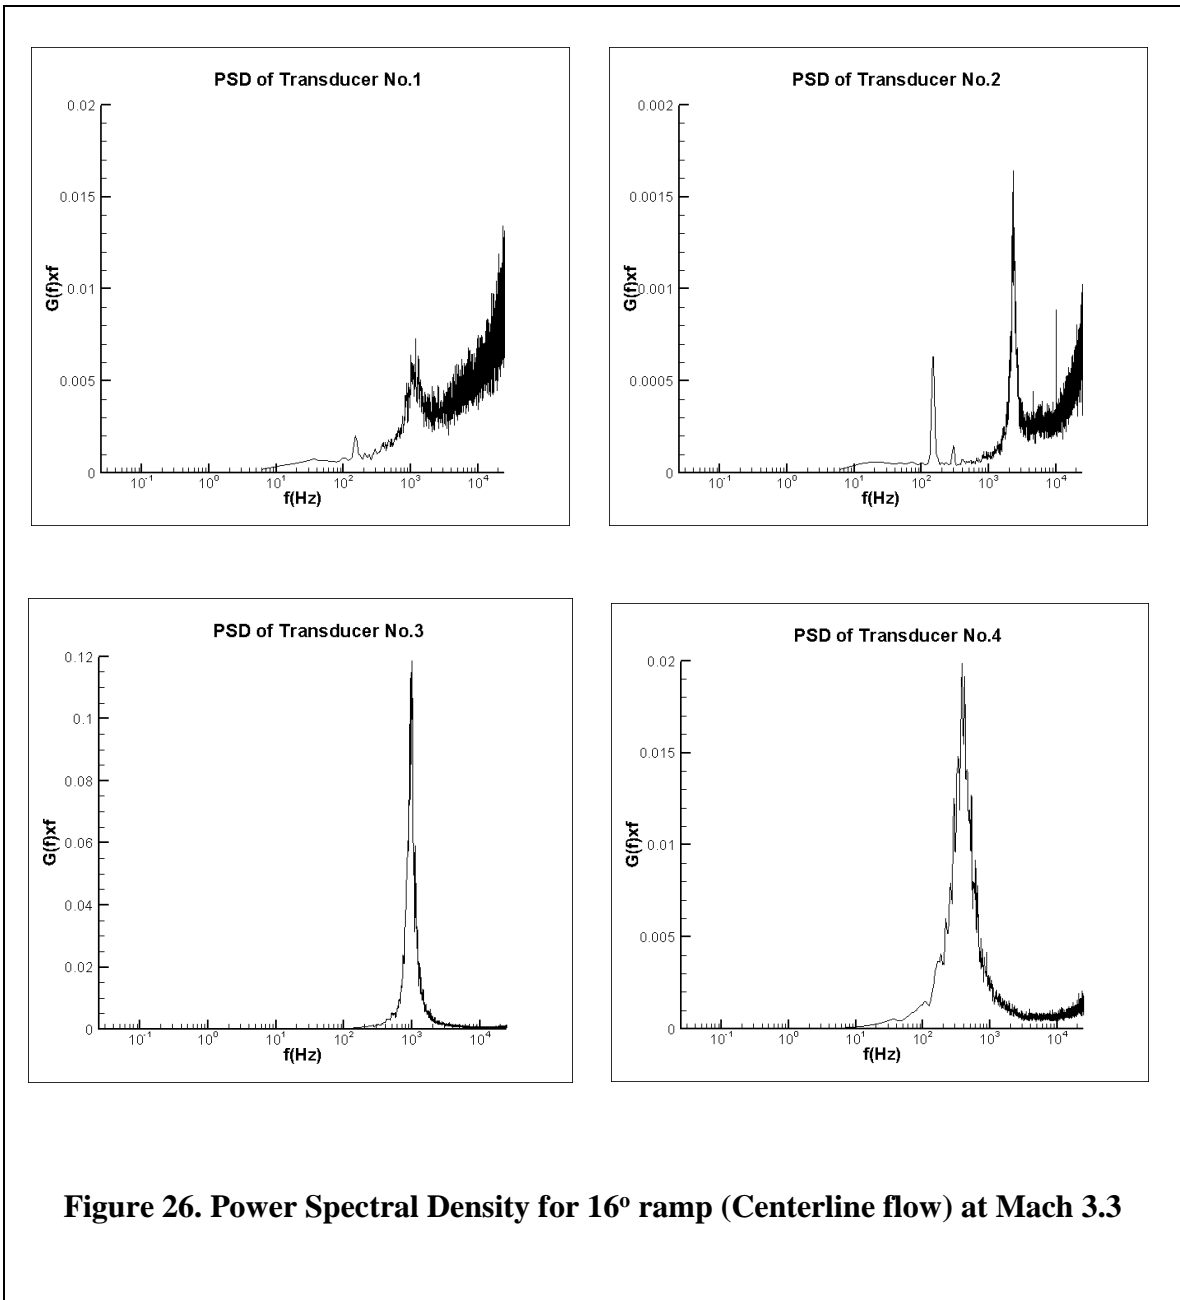 PSD of Transducer No.1
0.02
0.015
0.01
0.005
0
G(f)xf
10-1 100 101 102 103 104
f(Hz)
PSD of Transducer No.2
0.002
0.0015
0.001
0.0005
0
G(f)xf
10-1 100 101 102 103 104
f(Hz)
PSD of Transducer No.3
0.12
0.1
0.08
0.06
0.04
0.02
0
G(f)xf
10-1 100 101 102 103 104
f(Hz)
PSD of Transducer No.4
0.02
0.015
0.01
0.005
0
G(f)xf
10-1 100 101 102 103 104
f(Hz)
Figure 26. Power Spectral Density for 16o ramp (Centerline flow) at Mach 3.3